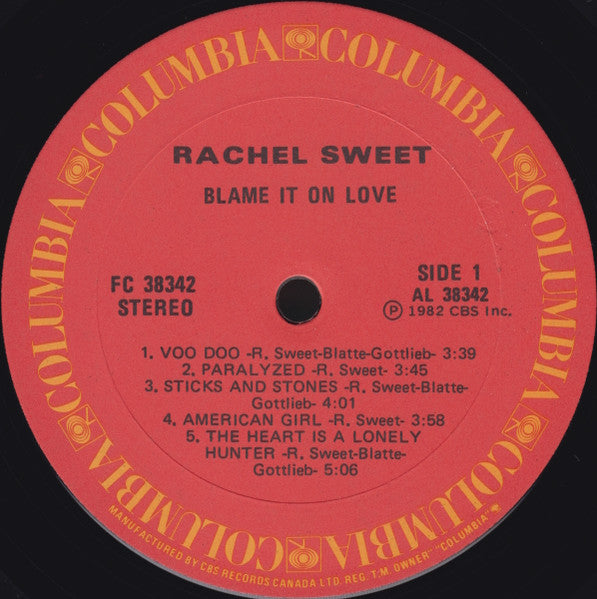 COLUMBIA COLUMBIA COLUMBIA COLUMBIA COLUMBIA COLUMBIA
RACHEL SWEET
BLAME IT ON LOVE
FC 38342
STEREO
SIDE 1
AL 38342
Ⓟ 1982 CBS Inc.
1. VOO DOO -R. Sweet-Blatte-Gottlieb- 3:39
2. PARALYZED -R. Sweet- 3:45
3. STICKS AND STONES -R. Sweet-Blatte-
Gottlieb- 4:01
4. AMERICAN GIRL -R. Sweet- 3:58
5. THE HEART IS A LONELY
HUNTER -R. Sweet-Blatte-
Gottlieb- 5:06
MANUFACTURED BY CBS RECORDS CANADA LTD. REG. T.M. OWNER "COLUMBIA"